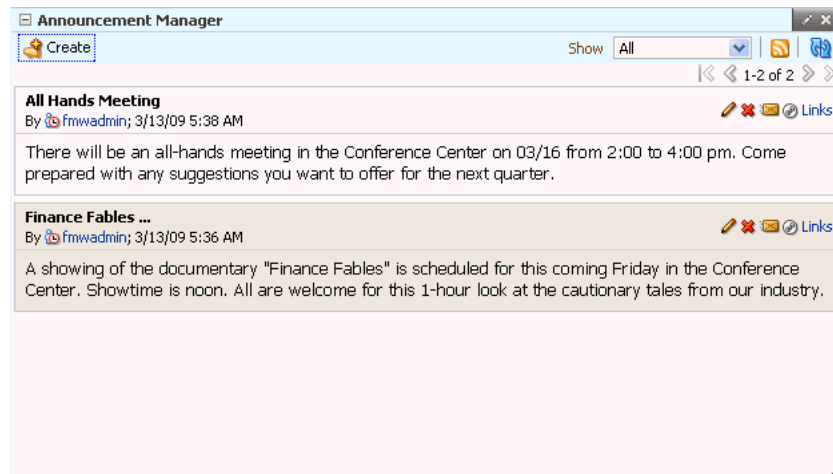 Announcement Manager
Create
Show All
1-2 of 2
All Hands Meeting
By fmwadmin; 3/13/09 5:38 AM
Links
There will be an all-hands meeting in the Conference Center on 03/16 from 2:00 to 4:00 pm. Come
prepared with any suggestions you want to offer for the next quarter.
Finance Fables ...
By fmwadmin; 3/13/09 5:36 AM
Links
A showing of the documentary "Finance Fables" is scheduled for this coming Friday in the Conference
Center. Showtime is noon. All are welcome for this 1-hour look at the cautionary tales from our industry.